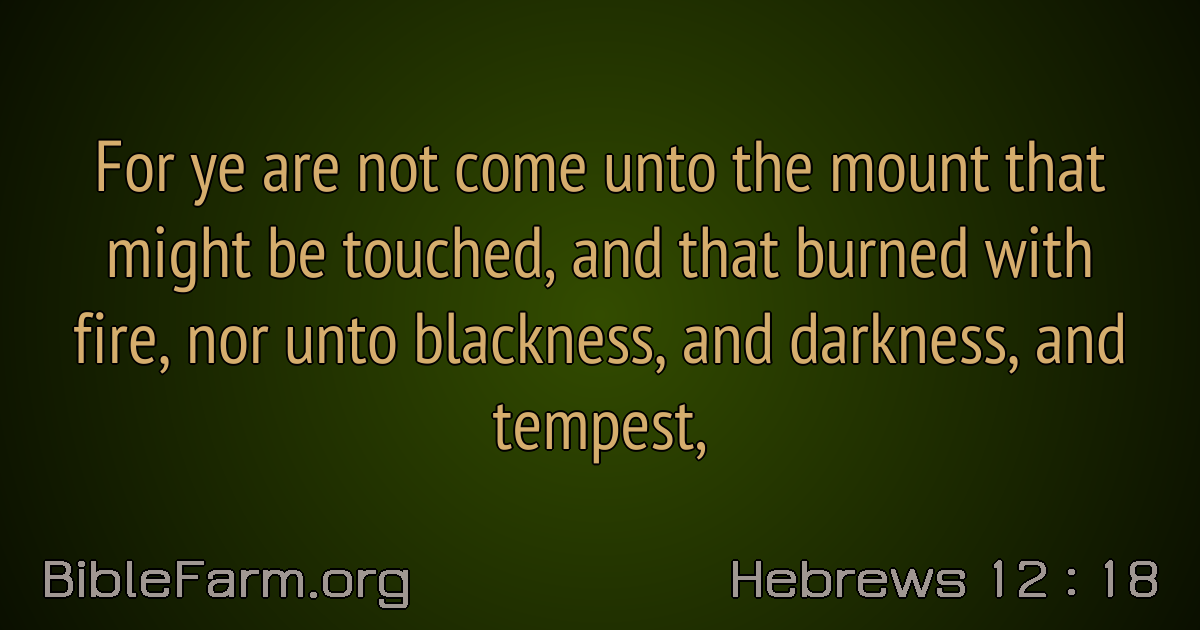 For ye are not come unto the mount that
might be touched, and that burned with
fire, nor unto blackness, and darkness, and
tempest,
BibleFarm.org
Hebrews 12 : 18